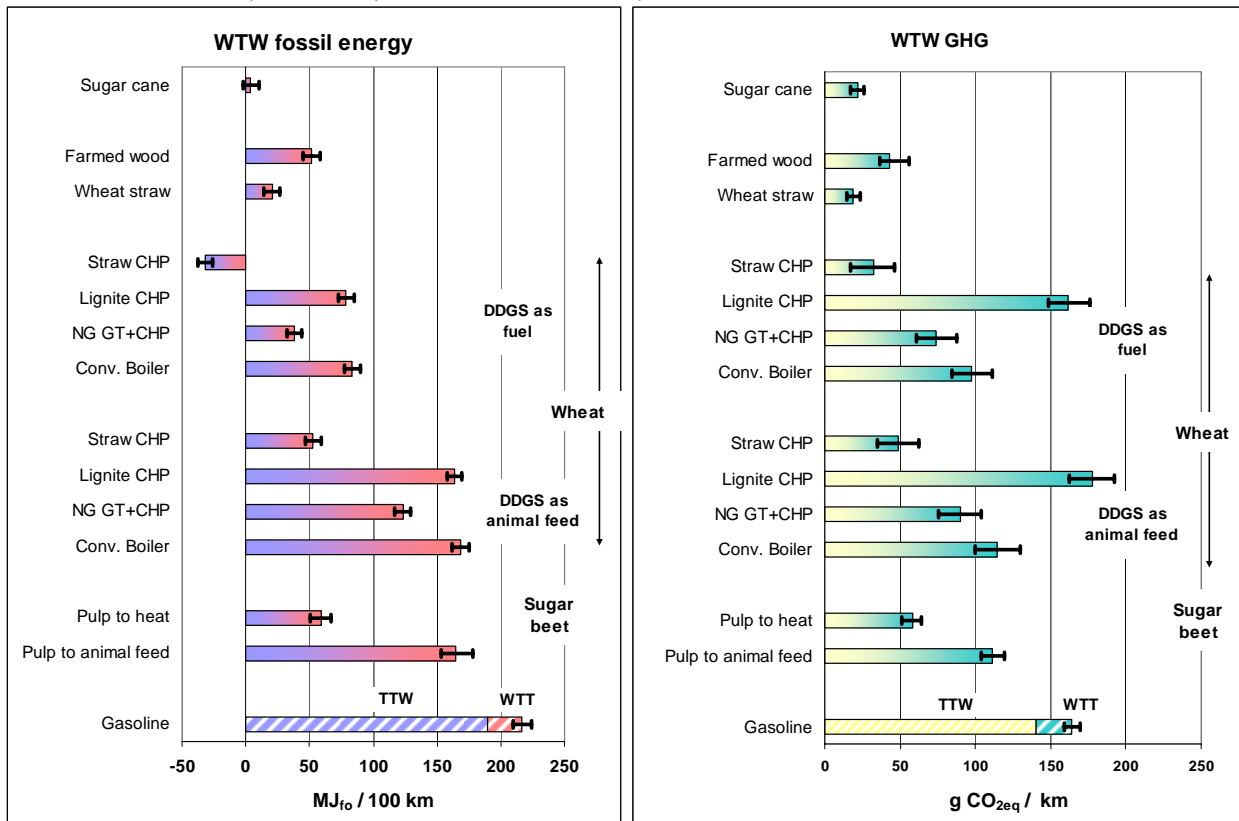 WTW fossil energy
Sugar cane
Farmed wood
Wheat straw
Straw CHP
Lignite CHP
NG GT+CHP
Conv. Boiler
DDGS as
fuel
Wheat
Straw CHP
Lignite CHP
NG GT+CHP
Conv. Boiler
DDGS as
animal feed
Pulp to heat
Pulp to animal feed
Sugar
beet
TTW WTT
Gasoline
-50 0 50 100 150 200 250
MJfo / 100 km
WTW GHG
Sugar cane
Farmed wood
Wheat straw
Straw CHP
Lignite CHP
NG GT+CHP
Conv. Boiler
DDGS as
fuel
Wheat
Straw CHP
Lignite CHP
NG GT+CHP
Conv. Boiler
DDGS as
animal feed
Pulp to heat
Pulp to animal feed
Sugar
beet
TTW WTT
Gasoline
0 50 100 150 200 250
g CO2eq / km